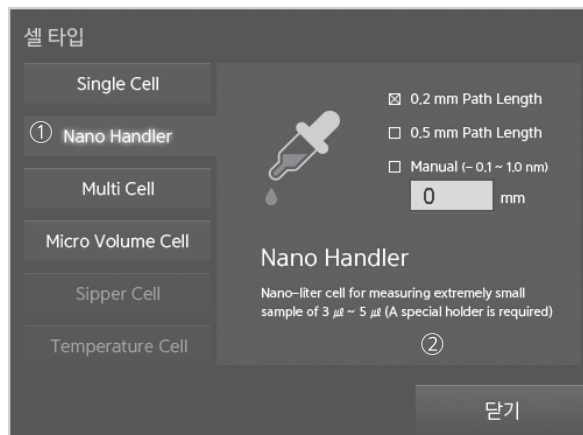 셀 타입
Single Cell
① Nano Handler
Multi Cell
Micro Volume Cell
Sipper Cell
Temperature Cell
☒ 0.2 mm Path Length
☐ 0.5 mm Path Length
☐ Manual (– 0.1 ~ 1.0 nm)
0 mm
Nano Handler
Nano–liter cell for measuring extremely small
sample of 3 ㎕ ~ 5 ㎕ (A special holder is required)
②
닫기